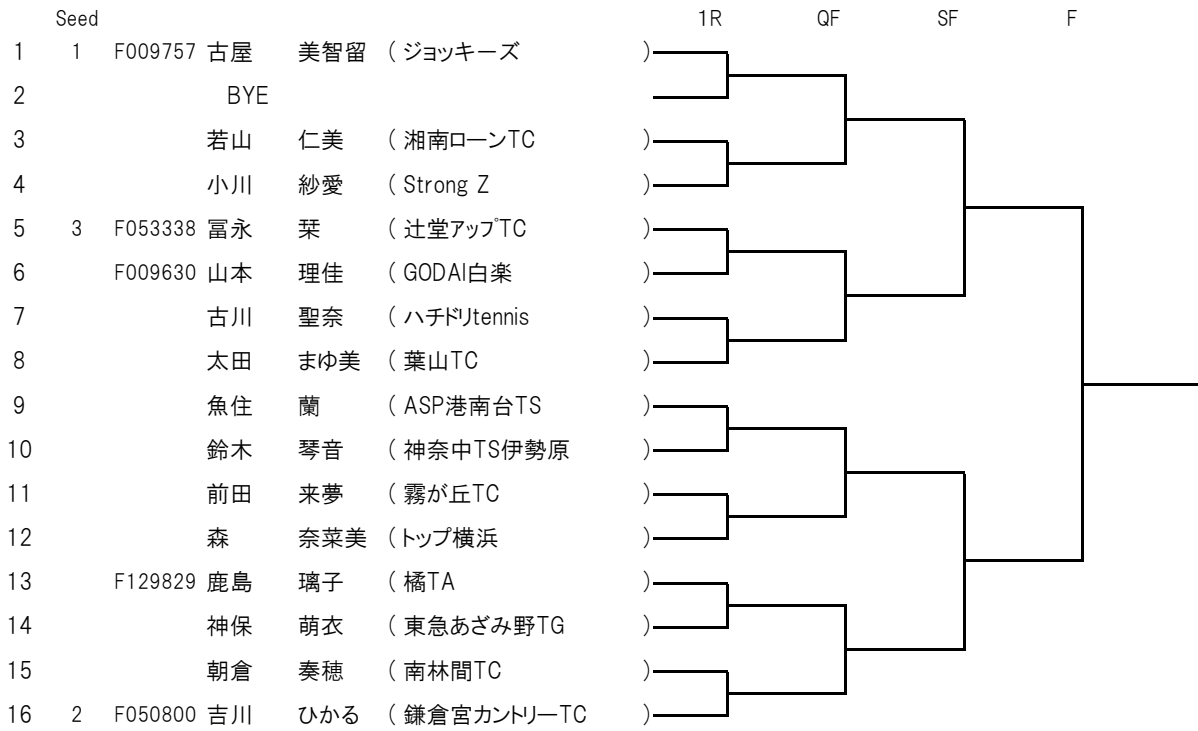 Seed 1R QF SF F
1 1 F009757 古屋 美智留 ( ジョッキーズ )
2 BYE
3 若山 仁美 ( 湘南ローンTC )
4 小川 紗愛 ( Strong Z )
5 3 F053338 冨永 栞 ( 辻堂アップTC )
6 F009630 山本 理佳 ( GODAI白楽 )
7 古川 聖奈 ( ハチドリtennis )
8 太田 まゆ美 ( 葉山TC )
9 魚住 蘭 ( ASP港南台TS )
10 鈴木 琴音 ( 神奈中TS伊勢原 )
11 前田 来夢 ( 霧が丘TC )
12 森 奈菜美 ( トップ横浜 )
13 F129829 鹿島 璃子 ( 橘TA )
14 神保 萌衣 ( 東急あざみ野TG )
15 朝倉 奏穂 ( 南林間TC )
16 2 F050800 吉川 ひかる ( 鎌倉宮カントリーTC )